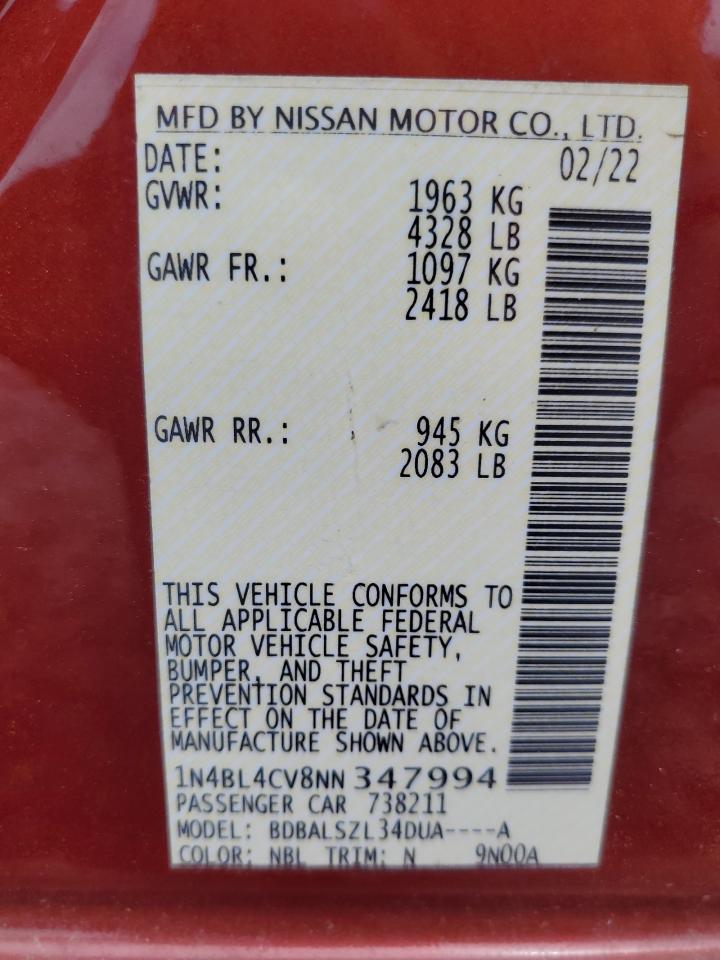 MFD BY NISSAN MOTOR CO., LTD.
DATE: 02/22
GVWR: 1963 KG
4328 LB
GAWR FR.: 1097 KG
2418 LB
GAWR RR.: 945 KG
2083 LB
THIS VEHICLE CONFORMS TO
ALL APPLICABLE FEDERAL
MOTOR VEHICLE SAFETY,
BUMPER, AND THEFT
PREVENTION STANDARDS IN
EFFECT ON THE DATE OF
MANUFACTURE SHOWN ABOVE.
1N4BL4CV8NN 347994
PASSENGER CAR 738211
MODEL: BDBALSZL34DUA----A
COLOR: NBL TRIM: N 9N00A